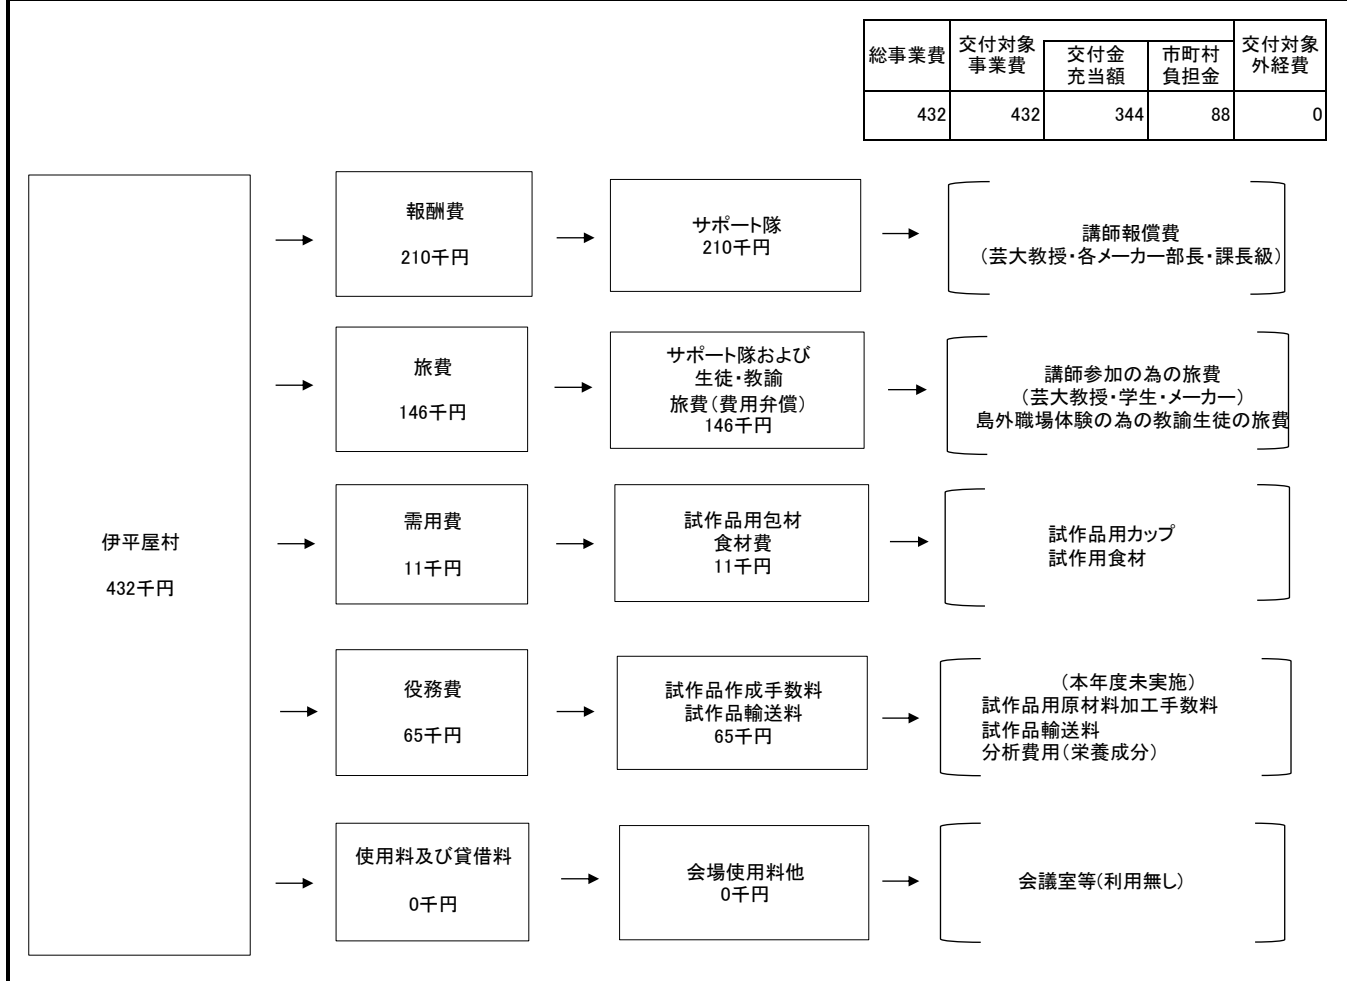 総事業費
交付対象
事業費
交付金
充当額
市町村
負担金
交付対象
外経費
432
432
344
88
0
伊平屋村
432千円
報酬費
210千円
サポート隊
210千円
講師報償費
(芸大教授・各メーカー部長・課長級)
旅費
146千円
サポート隊および
生徒・教諭
旅費(費用弁償)
146千円
講師参加の為の旅費
(芸大教授・学生・メーカー)
島外職場体験の為の教諭生徒の旅費
需用費
11千円
試作品用包材
食材費
11千円
試作品用カップ
試作用食材
役務費
65千円
試作品作成手数料
試作品輸送料
65千円
(本年度未実施)
試作品用原材料加工手数料
試作品輸送料
分析費用(栄養成分)
使用料及び貸借料
0千円
会場使用料他
0千円
会議室等(利用無し)